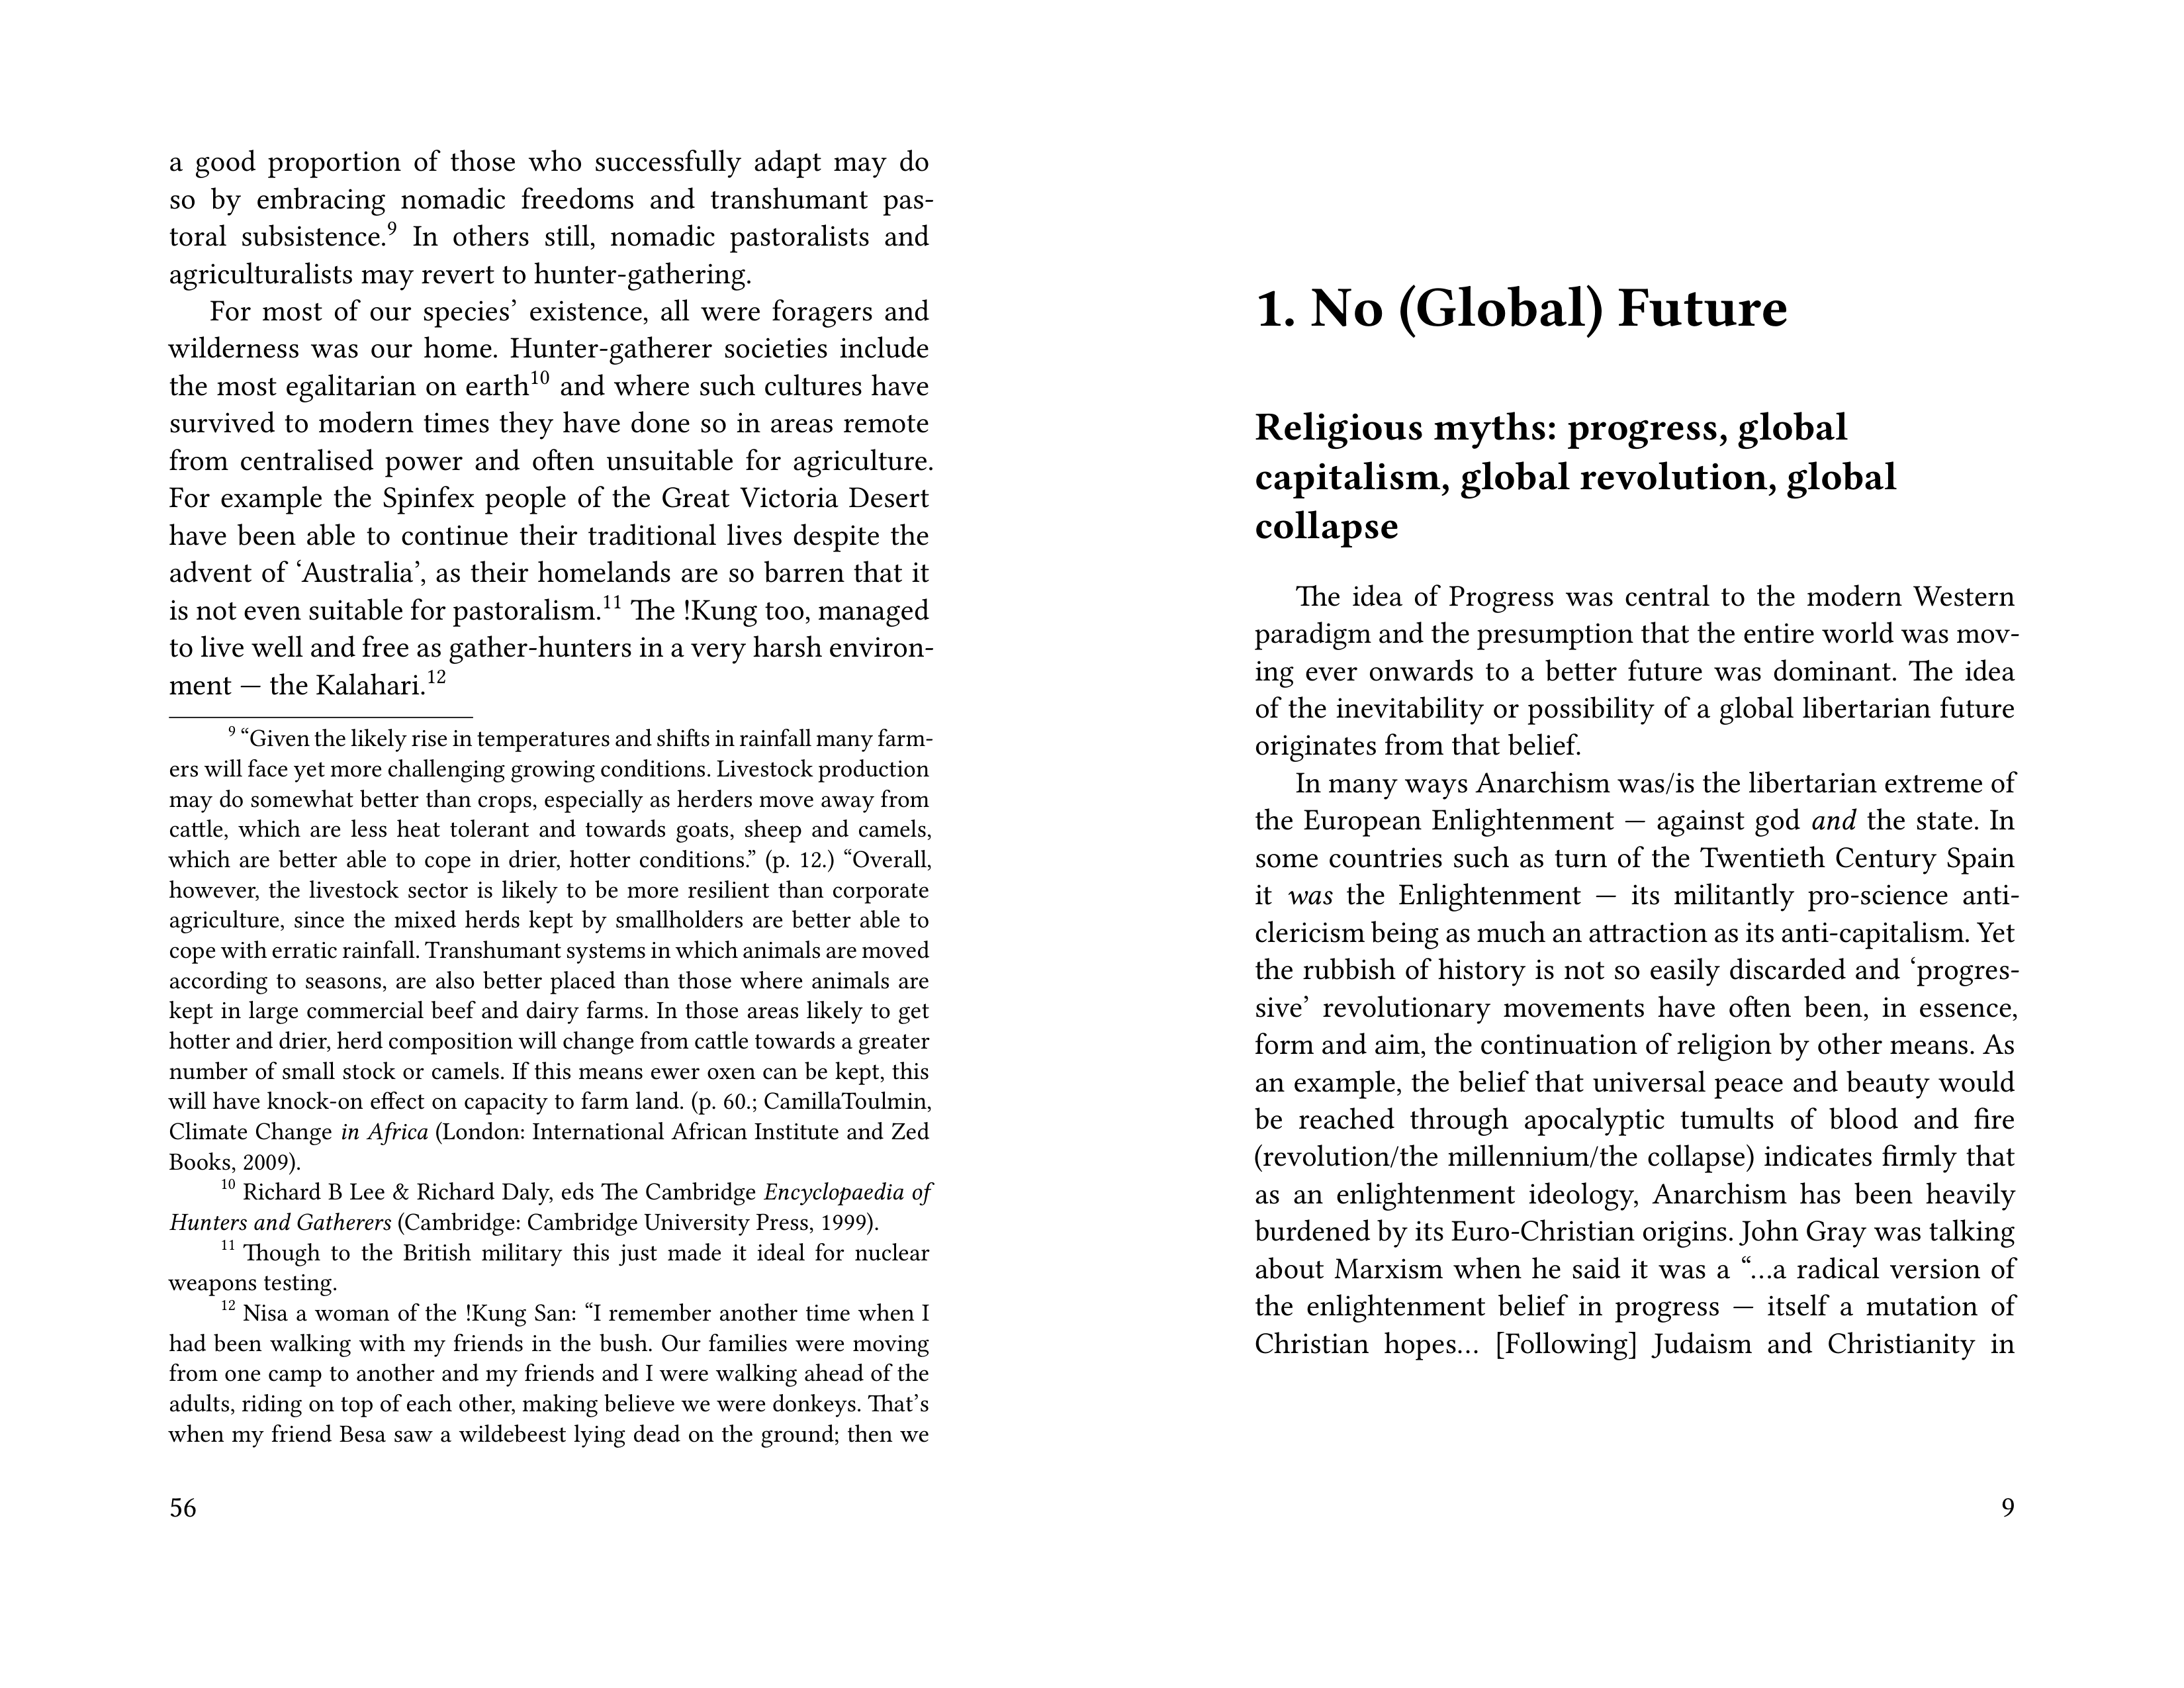 a good proportion of those who successfully adapt may do
so by embracing nomadic freedoms and transhumant pas-
toral subsistence.9 In others still, nomadic pastoralists and
agriculturalists may revert to hunter-gathering.
For most of our species’ existence, all were foragers and
wilderness was our home. Hunter-gatherer societies include
the most egalitarian on earth10 and where such cultures have
survived to modern times they have done so in areas remote
from centralised power and often unsuitable for agriculture.
For example the Spinfex people of the Great Victoria Desert
have been able to continue their traditional lives despite the
advent of ‘Australia’, as their homelands are so barren that it
is not even suitable for pastoralism.11 The !Kung too, managed
to live well and free as gather-hunters in a very harsh environ-
ment — the Kalahari.12
9 “Given the likely rise in temperatures and shifts in rainfall many farm-
ers will face yet more challenging growing conditions. Livestock production
may do somewhat better than crops, especially as herders move away from
cattle, which are less heat tolerant and towards goats, sheep and camels,
which are better able to cope in drier, hotter conditions.” (p. 12.) “Overall,
however, the livestock sector is likely to be more resilient than corporate
agriculture, since the mixed herds kept by smallholders are better able to
cope with erratic rainfall. Transhumant systems in which animals are moved
according to seasons, are also better placed than those where animals are
kept in large commercial beef and dairy farms. In those areas likely to get
hotter and drier, herd composition will change from cattle towards a greater
number of small stock or camels. If this means ewer oxen can be kept, this
will have knock-on effect on capacity to farm land. (p. 60.; CamillaToulmin,
Climate Change in Africa (London: International African Institute and Zed
Books, 2009).
10 Richard B Lee & Richard Daly, eds The Cambridge Encyclopaedia of
Hunters and Gatherers (Cambridge: Cambridge University Press, 1999).
11 Though to the British military this just made it ideal for nuclear
weapons testing.
12 Nisa a woman of the !Kung San: “I remember another time when I
had been walking with my friends in the bush. Our families were moving
from one camp to another and my friends and I were walking ahead of the
adults, riding on top of each other, making believe we were donkeys. That’s
when my friend Besa saw a wildebeest lying dead on the ground; then we
56
1. No (Global) Future
Religious myths: progress, global
capitalism, global revolution, global
collapse
The idea of Progress was central to the modern Western
paradigm and the presumption that the entire world was mov-
ing ever onwards to a better future was dominant. The idea
of the inevitability or possibility of a global libertarian future
originates from that belief.
In many ways Anarchism was/is the libertarian extreme of
the European Enlightenment — against god and the state. In
some countries such as turn of the Twentieth Century Spain
it was the Enlightenment — its militantly pro-science anti-
clericism being as much an attraction as its anti-capitalism. Yet
the rubbish of history is not so easily discarded and ‘progres-
sive’ revolutionary movements have often been, in essence,
form and aim, the continuation of religion by other means. As
an example, the belief that universal peace and beauty would
be reached through apocalyptic tumults of blood and fire
(revolution/the millennium/the collapse) indicates firmly that
as an enlightenment ideology, Anarchism has been heavily
burdened by its Euro-Christian origins. John Gray was talking
about Marxism when he said it was a “…a radical version of
the enlightenment belief in progress — itself a mutation of
Christian hopes… [Following] Judaism and Christianity in
9